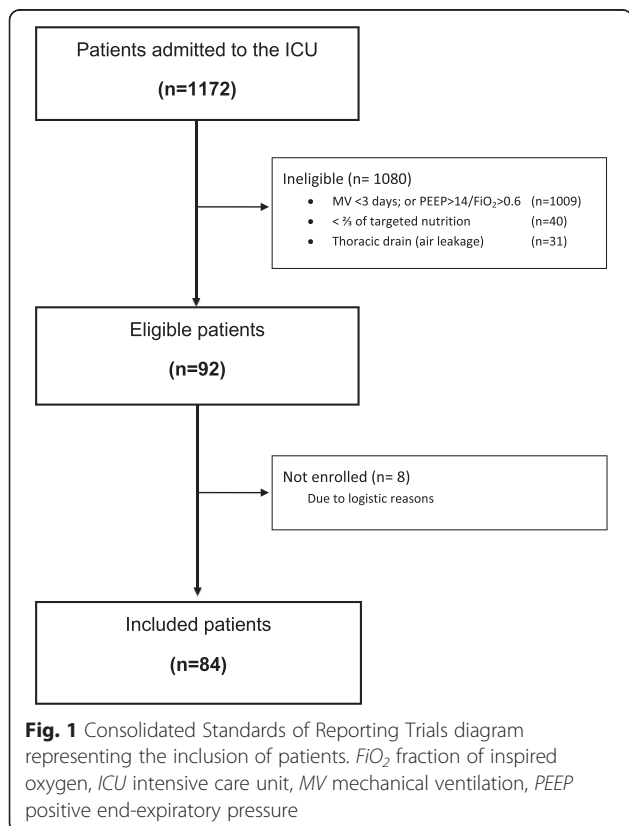 Patients admitted to the ICU
(n=1172)
Ineligible (n= 1080)
• MV <3 days; or PEEP>14/FiO₂>0.6 (n=1009)
• < ⅔ of targeted nutrition (n=40)
• Thoracic drain (air leakage) (n=31)
Eligible patients
(n=92)
Not enrolled (n= 8)
Due to logistic reasons
Included patients
(n=84)
Fig. 1 Consolidated Standards of Reporting Trials diagram
representing the inclusion of patients. FiO₂ fraction of inspired
oxygen, ICU intensive care unit, MV mechanical ventilation, PEEP
positive end-expiratory pressure